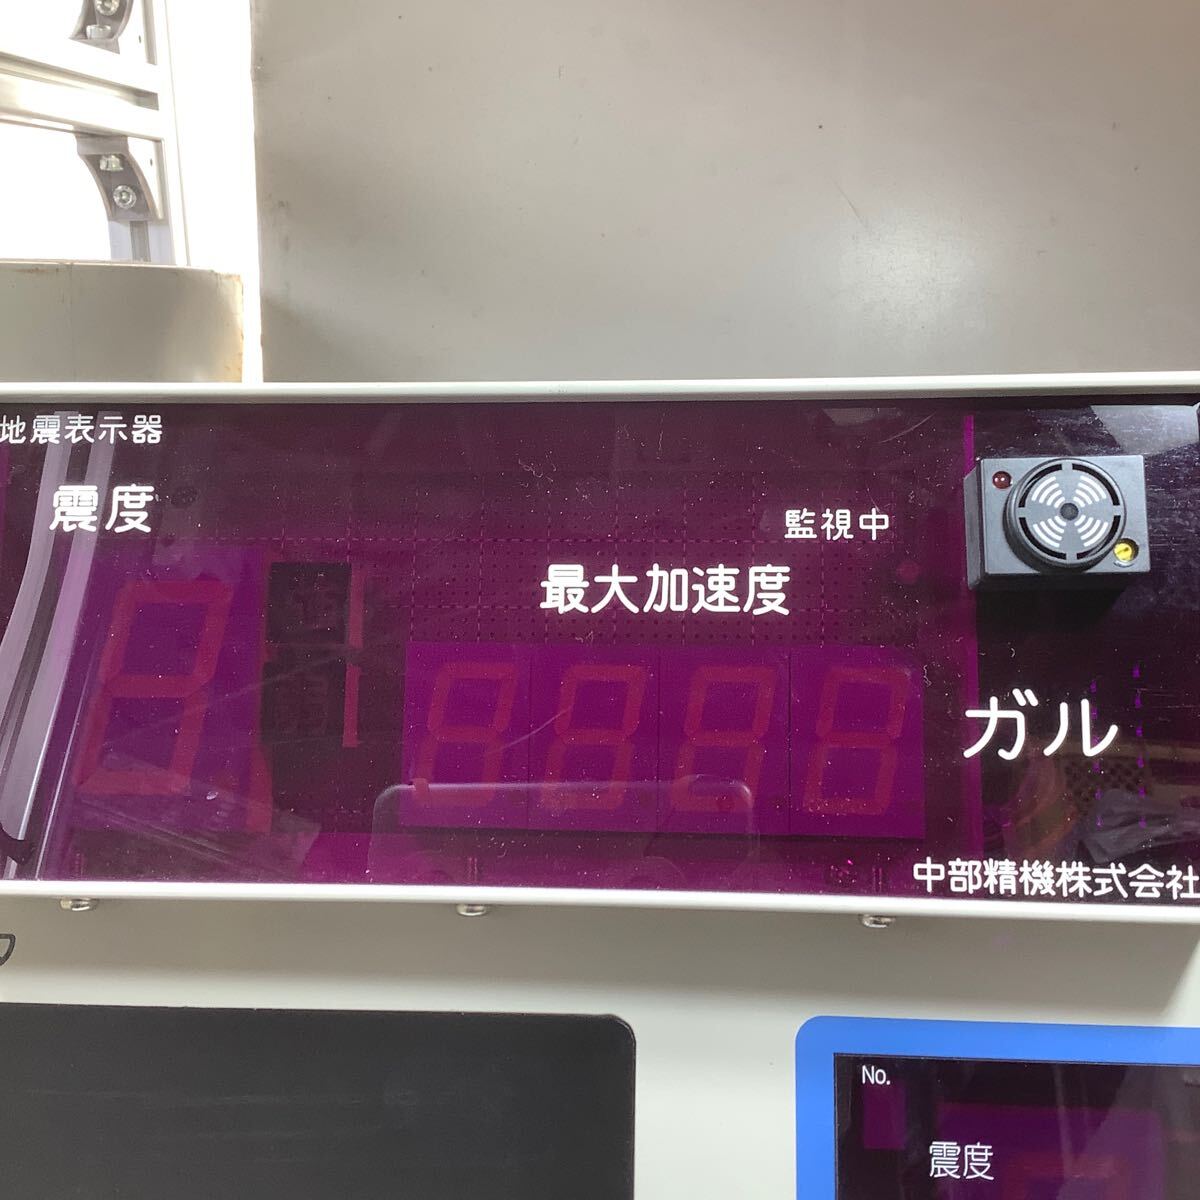 地震表示器
震度
監視中
最大加速度
ガル
中部精機株式会社
No.
震度